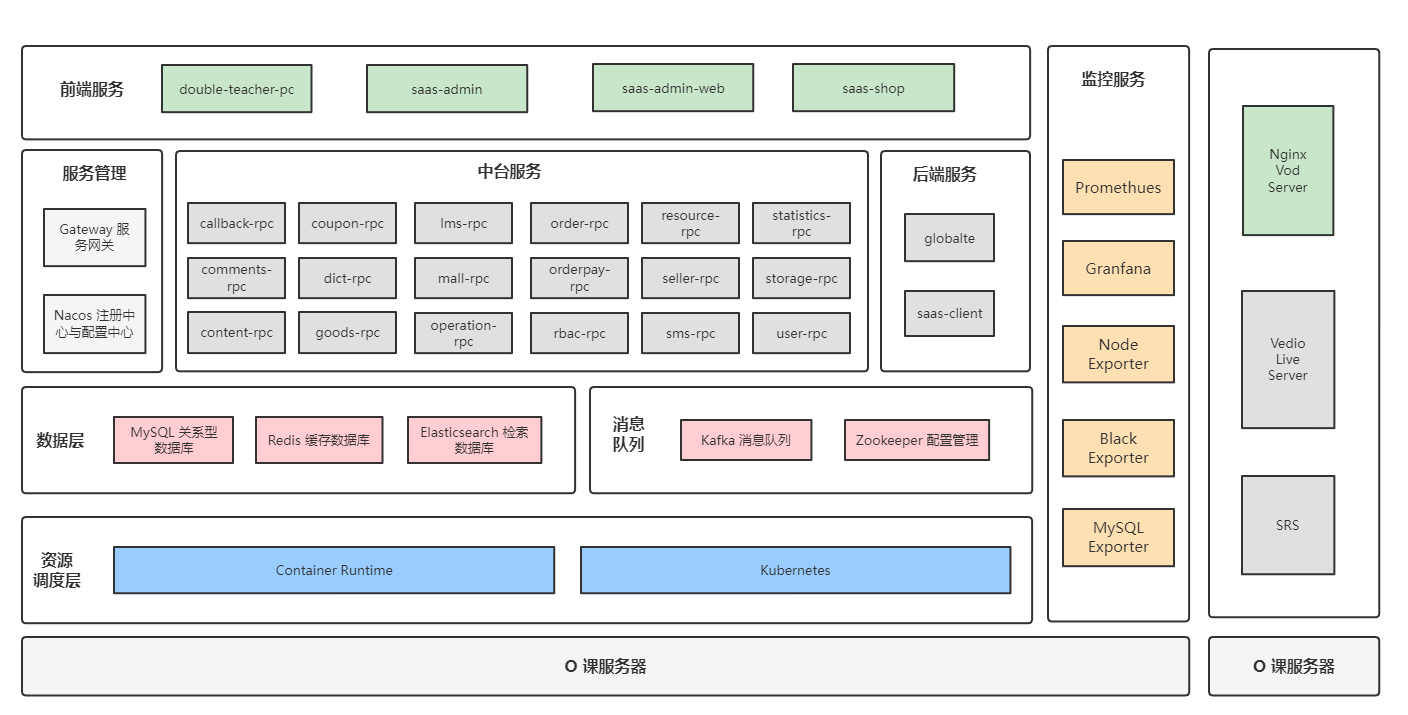 前端服务
double-teacher-pc
saas-admin
saas-admin-web
saas-shop
服务管理
Gateway 服
务网关
Nacos 注册中
心与配置中心
中台服务
callback-rpc
coupon-rpc
lms-rpc
order-rpc
resource-
rpc
statistics-
rpc
comments-
rpc
dict-rpc
mall-rpc
orderpay-
rpc
seller-rpc
storage-rpc
content-rpc
goods-rpc
operation-
rpc
rbac-rpc
sms-rpc
user-rpc
后端服务
globalte
saas-client
数据层
MySQL 关系型
数据库
Redis 缓存数据库
Elasticsearch 检索
数据库
消息
队列
Kafka 消息队列
Zookeeper 配置管理
资源
调度层
Container Runtime
Kubernetes
监控服务
Promethues
Granfana
Node
Exporter
Black
Exporter
MySQL
Exporter
Nginx
Vod
Server
Vedio
Live
Server
SRS
O 课服务器
O 课服务器